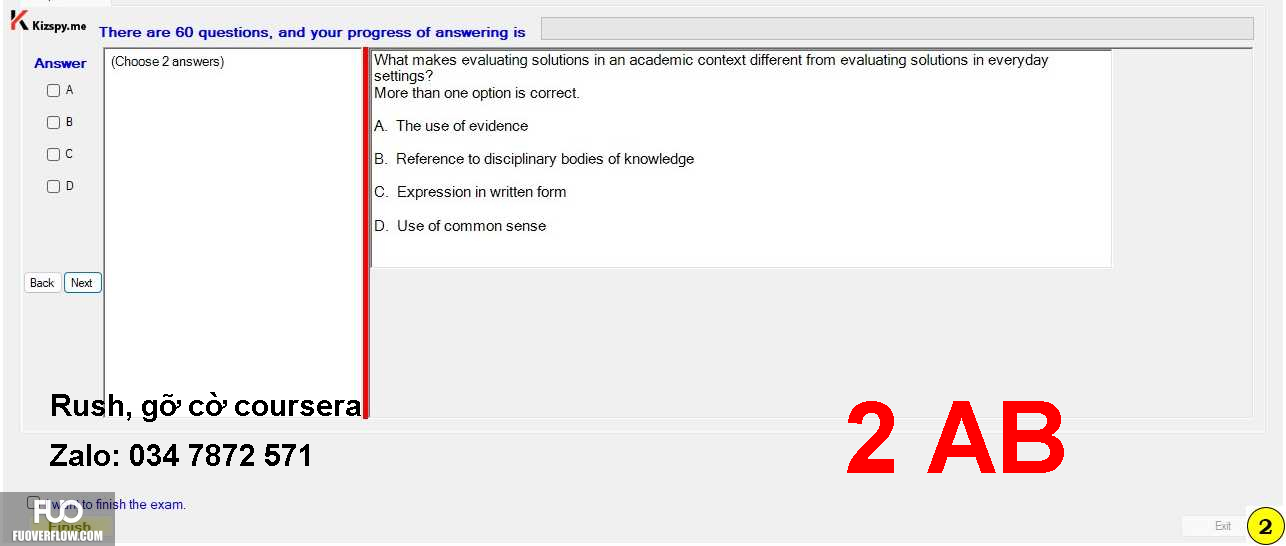 Kizspy.me
There are 60 questions, and your progress of answering is
Answer
(Choose 2 answers)
A
B
C
D
What makes evaluating solutions in an academic context different from evaluating solutions in everyday
settings?
More than one option is correct.
A. The use of evidence
B. Reference to disciplinary bodies of knowledge
C. Expression in written form
D. Use of common sense
Back
Next
Rush, gỡ cờ coursera
Zalo: 034 7872 571
2 AB
I want to finish the exam.
Finish
FUO
FUOVERFLOW.COM
Exit
2